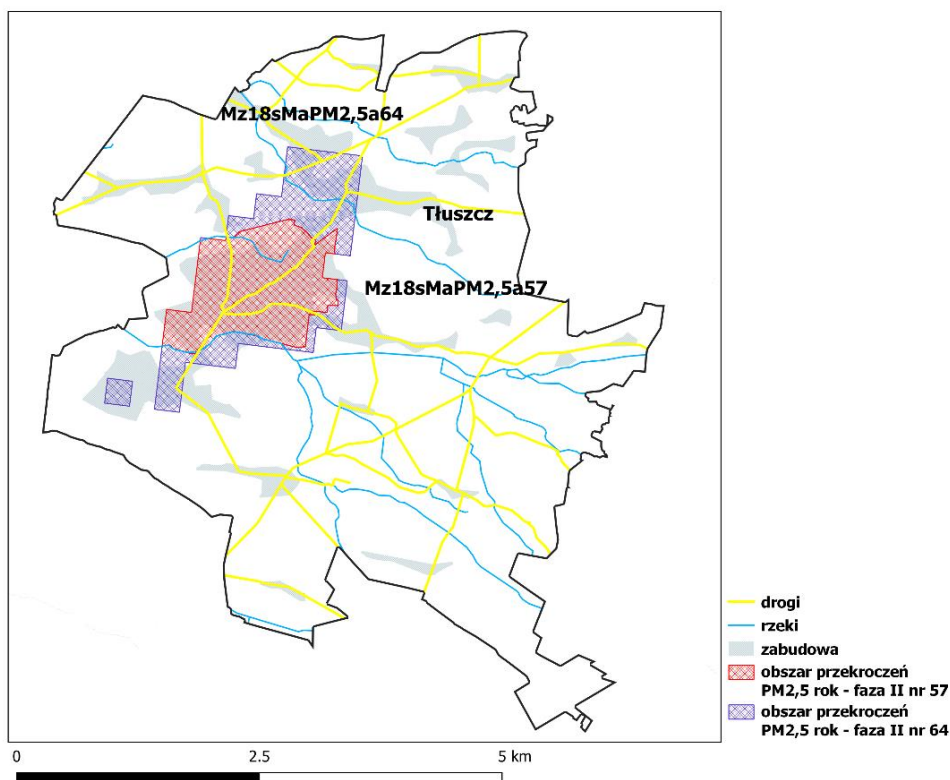 Mz18sMaPM2,5a64
Tłuszcz
Mz18sMaPM2,5a57
drogi
rzeki
zabudowa
obszar przekroczeń
PM2,5 rok - faza II nr 57
obszar przekroczeń
PM2,5 rok - faza II nr 64
0 2.5 5 km